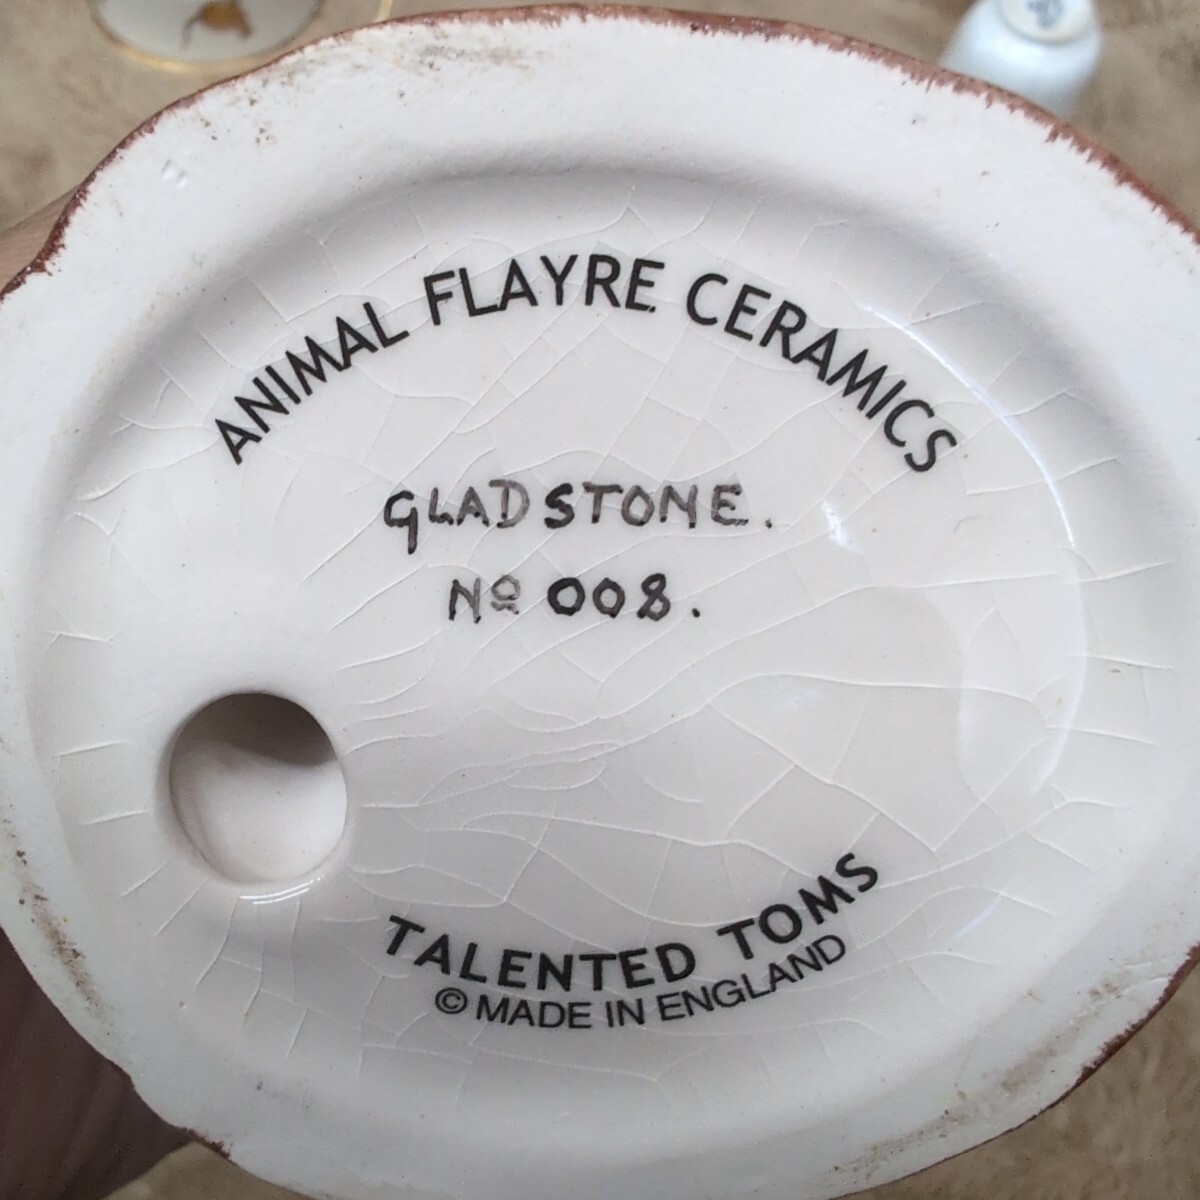 ANIMAL FLAYRE CERAMICS
GLADSTONE.
Nº 008.
TALENTED TOMS
© MADE IN ENGLAND